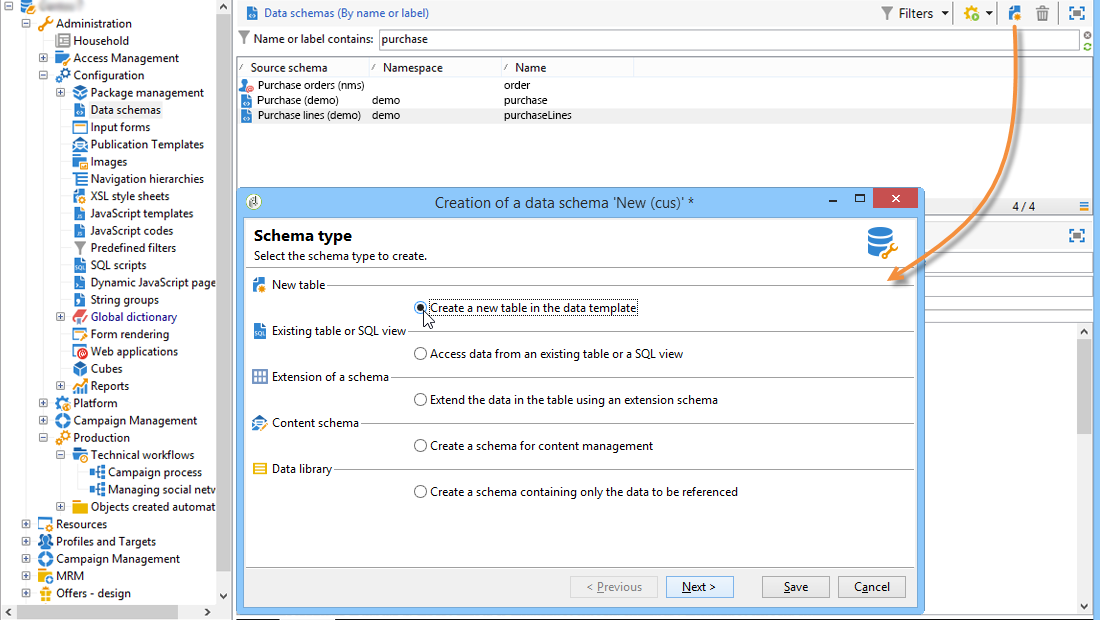 Administration
Household
Access Management
Configuration
Package management
Data schemas
Input forms
Publication Templates
Images
Navigation hierarchies
XSL style sheets
JavaScript templates
JavaScript codes
Predefined filters
SQL scripts
Dynamic JavaScript page
String groups
Global dictionary
Form rendering
Web applications
Cubes
Reports
Platform
Campaign Management
Production
Technical workflows
Campaign process
Managing social netw
Objects created automat
Resources
Profiles and Targets
Campaign Management
MRM
Offers - design
Data schemas (By name or label)
Filters
Name or label contains: purchase
Source schema Namespace Name
Purchase orders (nms) order
Purchase (demo) demo purchase
Purchase lines (demo) demo purchaseLines
4 / 4
Creation of a data schema 'New (cus)' *
Schema type
Select the schema type to create.
New table
Create a new table in the data template
Existing table or SQL view
Access data from an existing table or a SQL view
Extension of a schema
Extend the data in the table using an extension schema
Content schema
Create a schema for content management
Data library
Create a schema containing only the data to be referenced
< Previous Next > Save Cancel